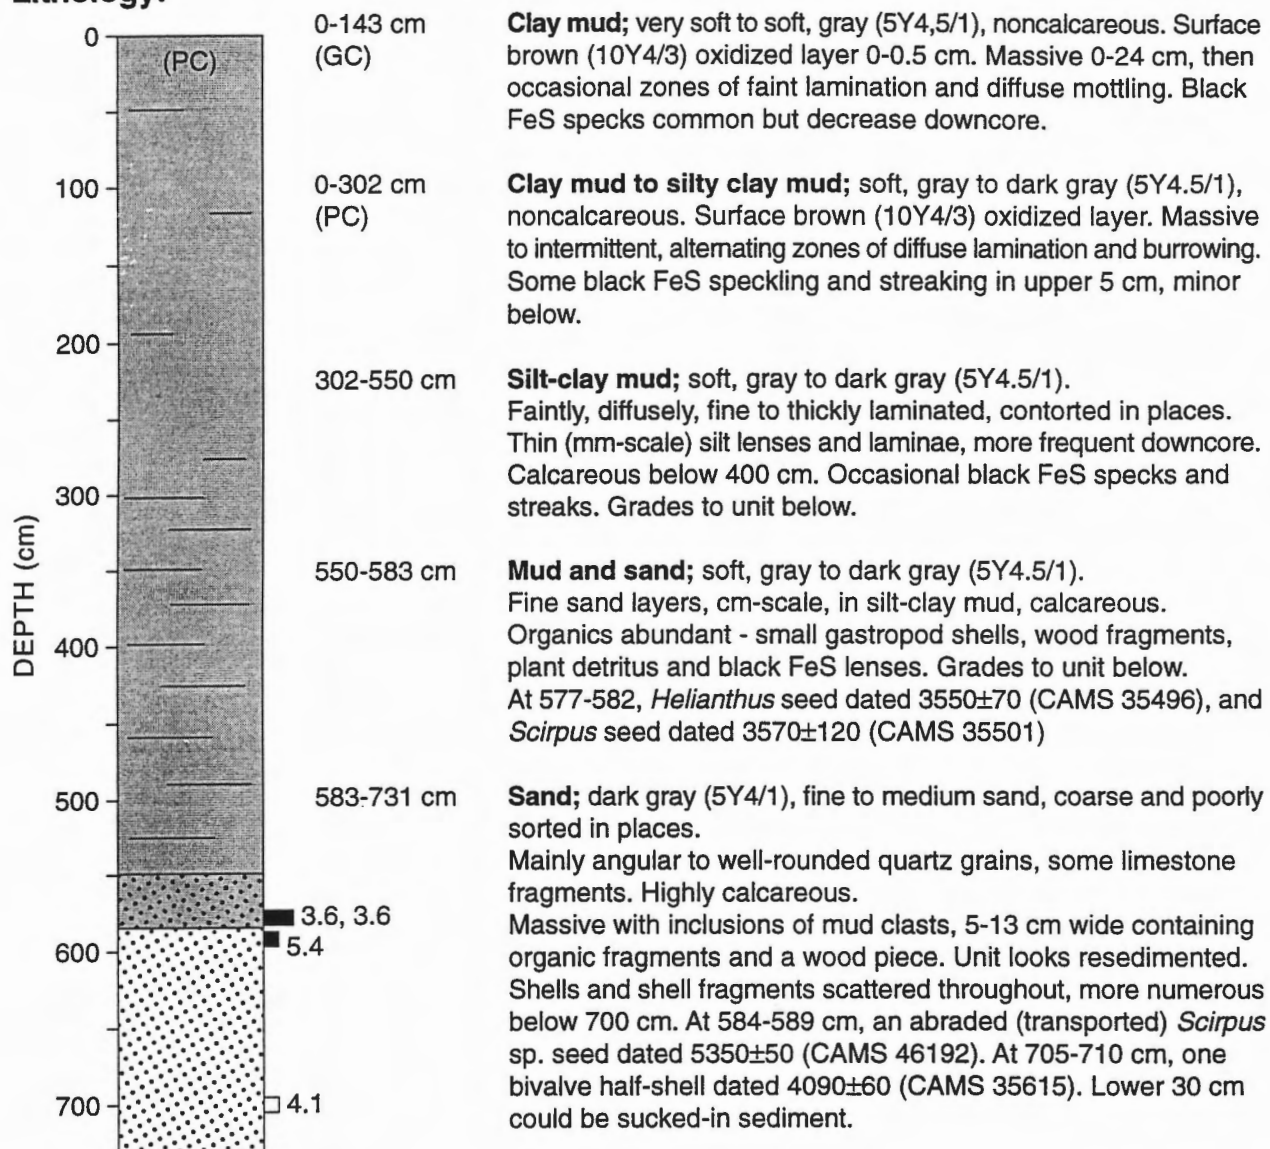 Lithology:
0
(PC)
100
200
300
400
500
600
700
DEPTH (cm)
3.6, 3.6
5.4
4.1
0-143 cm
(GC)
Clay mud; very soft to soft, gray (5Y4,5/1), noncalcareous. Surface
brown (10Y4/3) oxidized layer 0-0.5 cm. Massive 0-24 cm, then
occasional zones of faint lamination and diffuse mottling. Black
FeS specks common but decrease downcore.
0-302 cm
(PC)
Clay mud to silty clay mud; soft, gray to dark gray (5Y4.5/1),
noncalcareous. Surface brown (10Y4/3) oxidized layer. Massive
to intermittent, alternating zones of diffuse lamination and burrowing.
Some black FeS speckling and streaking in upper 5 cm, minor
below.
302-550 cm
Silt-clay mud; soft, gray to dark gray (5Y4.5/1).
Faintly, diffusely, fine to thickly laminated, contorted in places.
Thin (mm-scale) silt lenses and laminae, more frequent downcore.
Calcareous below 400 cm. Occasional black FeS specks and
streaks. Grades to unit below.
550-583 cm
Mud and sand; soft, gray to dark gray (5Y4.5/1).
Fine sand layers, cm-scale, in silt-clay mud, calcareous.
Organics abundant - small gastropod shells, wood fragments,
plant detritus and black FeS lenses. Grades to unit below.
At 577-582, Helianthus seed dated 3550±70 (CAMS 35496), and
Scirpus seed dated 3570±120 (CAMS 35501)
583-731 cm
Sand; dark gray (5Y4/1), fine to medium sand, coarse and poorly
sorted in places.
Mainly angular to well-rounded quartz grains, some limestone
fragments. Highly calcareous.
Massive with inclusions of mud clasts, 5-13 cm wide containing
organic fragments and a wood piece. Unit looks resedimented.
Shells and shell fragments scattered throughout, more numerous
below 700 cm. At 584-589 cm, an abraded (transported) Scirpus
sp. seed dated 5350±50 (CAMS 46192). At 705-710 cm, one
bivalve half-shell dated 4090±60 (CAMS 35615). Lower 30 cm
could be sucked-in sediment.